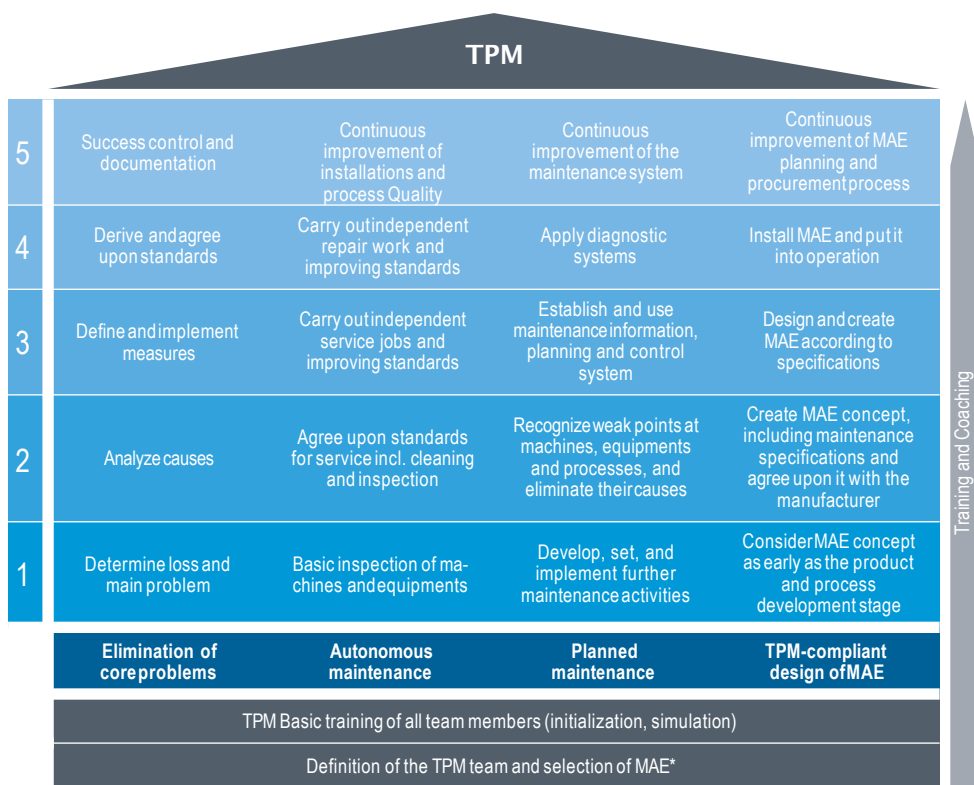 TPM
5
Success control and
documentation
Continuous
improvement of
installations and
process Quality
Continuous
improvement of the
maintenance system
Continuous
improvement of MAE
planning and
procurement process
4
Derive and agree
upon standards
Carry out independent
repair work and
improving standards
Apply diagnostic
systems
Install MAE and put it
into operation
3
Define and implement
measures
Carry out independent
service jobs and
improving standards
Establish and use
maintenance information,
planning and control
system
Design and create
MAE according to
specifications
2
Analyze causes
Agree upon standards
for service incl. cleaning
and inspection
Recognize weak points at
machines, equipments
and processes, and
eliminate their causes
Create MAE concept,
including maintenance
specifications and
agree upon it with the
manufacturer
1
Determine loss and
main problem
Basic inspection of ma-
chines and equipments
Develop, set, and
implement further
maintenance activities
Consider MAE concept
as early as the product
and process
development stage
Elimination of
core problems
Autonomous
maintenance
Planned
maintenance
TPM-compliant
design of MAE
TPM Basic training of all team members (initialization, simulation)
Definition of the TPM team and selection of MAE*
Training and Coaching